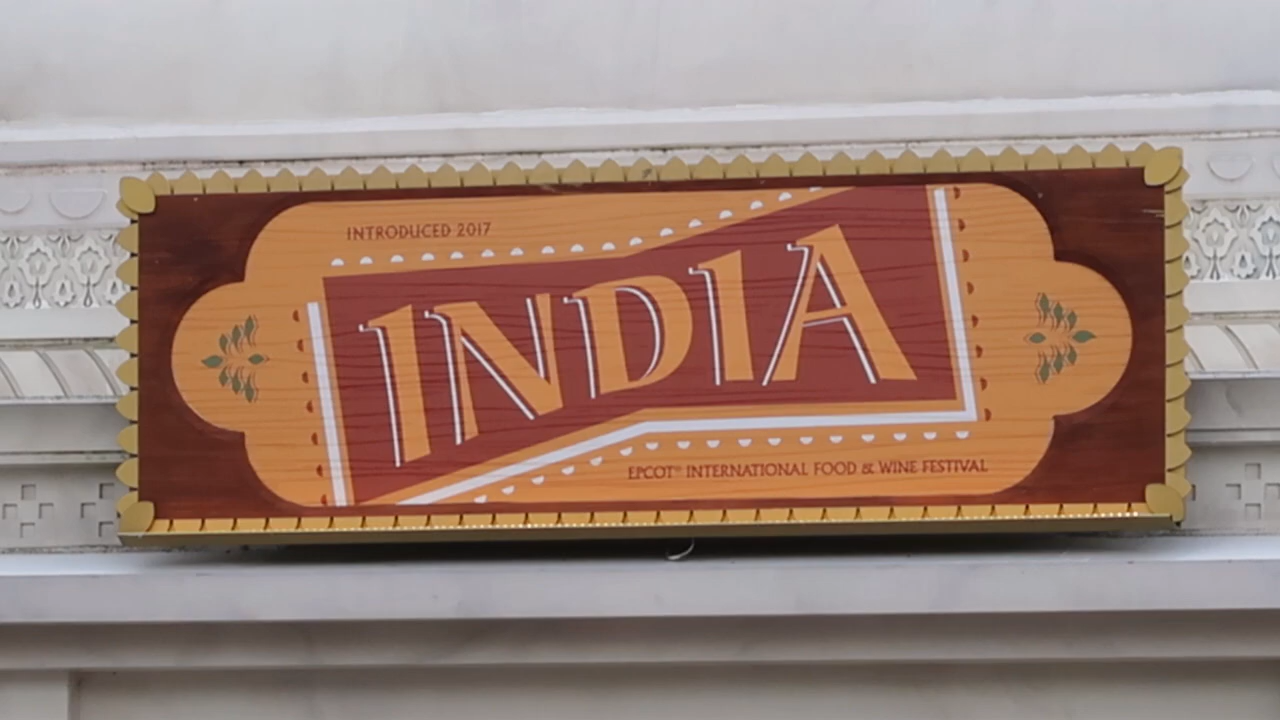 INTRODUCED 2017
INDIA
EPCOT® INTERNATIONAL FOOD & WINE FESTIVAL